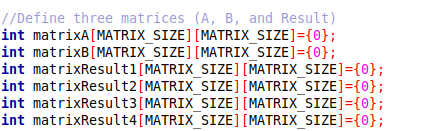 //Define three matrices (A, B, and Result)
int matrixA[MATRIX_SIZE][MATRIX_SIZE]={0};
int matrixB[MATRIX_SIZE][MATRIX_SIZE]={0};
int matrixResult1[MATRIX_SIZE][MATRIX_SIZE]={0};
int matrixResult2[MATRIX_SIZE][MATRIX_SIZE]={0};
int matrixResult3[MATRIX_SIZE][MATRIX_SIZE]={0};
int matrixResult4[MATRIX_SIZE][MATRIX_SIZE]={0};